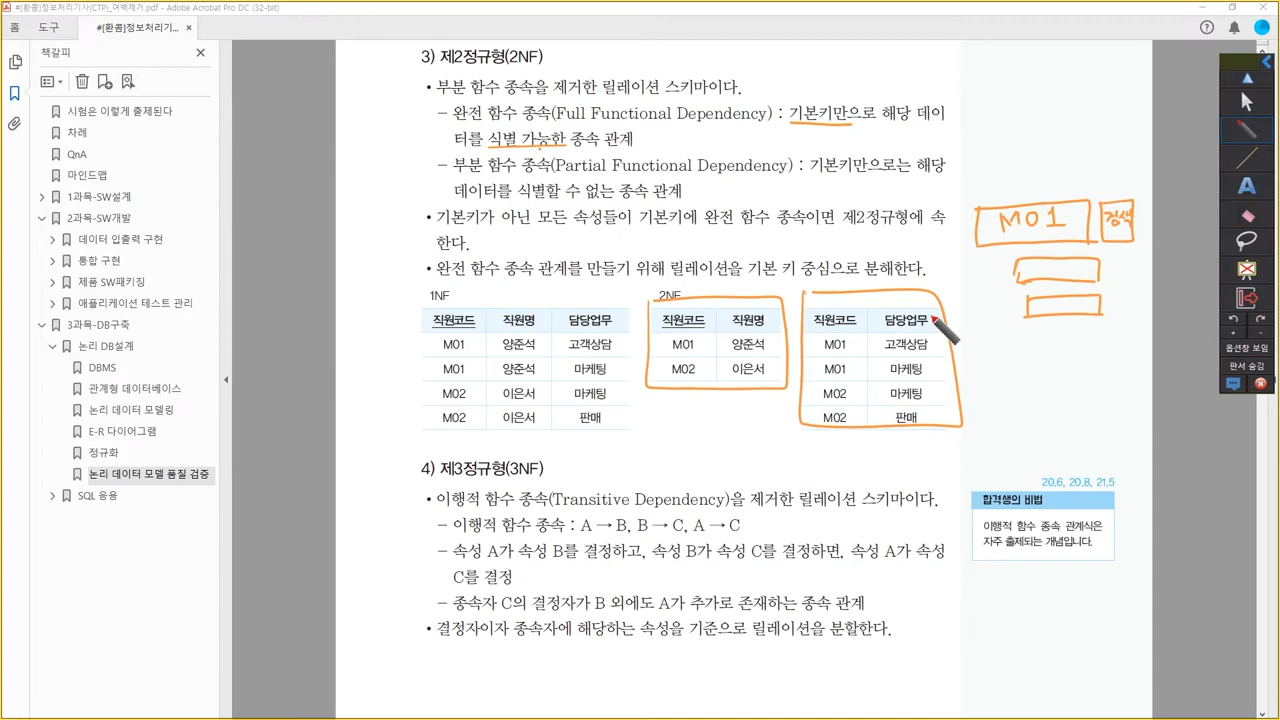 #[환콤]정보처리기사(CTP)_여백제거.pdf - Adobe Acrobat Pro DC (32-bit)
홈 도구 #[환콤]정보처리기... ×
책갈피
시험은 이렇게 출제된다
차례
QnA
마인드맵
1과목-SW설계
2과목-SW개발
데이터 입출력 구현
통합 구현
제품 SW패키징
애플리케이션 테스트 관리
3과목-DB구축
논리 DB설계
DBMS
관계형 데이터베이스
논리 데이터 모델링
E-R 다이어그램
정규화
논리 데이터 모델 품질 검증
SQL 응용
3) 제2정규형(2NF)
• 부분 함수 종속을 제거한 릴레이션 스키마이다.
– 완전 함수 종속(Full Functional Dependency) : 기본키만으로 해당 데이
터를 식별 가능한 종속 관계
– 부분 함수 종속(Partial Functional Dependency) : 기본키만으로는 해당
데이터를 식별할 수 없는 종속 관계
• 기본키가 아닌 모든 속성들이 기본키에 완전 함수 종속이면 제2정규형에 속
한다.
• 완전 함수 종속 관계를 만들기 위해 릴레이션을 기본 키 중심으로 분해한다.
M01 검색
1NF 2NF
직원코드 직원명 담당업무 직원코드 직원명 직원코드 담당업무
M01 양준석 고객상담 M01 양준석 M01 고객상담
M01 양준석 마케팅 M02 이은서 M01 마케팅
M02 이은서 마케팅 M02 마케팅
M02 이은서 판매 M02 판매
4) 제3정규형(3NF)
• 이행적 함수 종속(Transitive Dependency)을 제거한 릴레이션 스키마이다.
– 이행적 함수 종속 : A → B, B → C, A → C
– 속성 A가 속성 B를 결정하고, 속성 B가 속성 C를 결정하면, 속성 A가 속성
C를 결정
– 종속자 C의 결정자가 B 외에도 A가 추가로 존재하는 종속 관계
• 결정자이자 종속자에 해당하는 속성을 기준으로 릴레이션을 분할한다.
20.6, 20.8, 21.5
합격생의 비법
이행적 함수 종속 관계식은
자주 출제되는 개념입니다.
A
옵션창 보임
판서 숨김